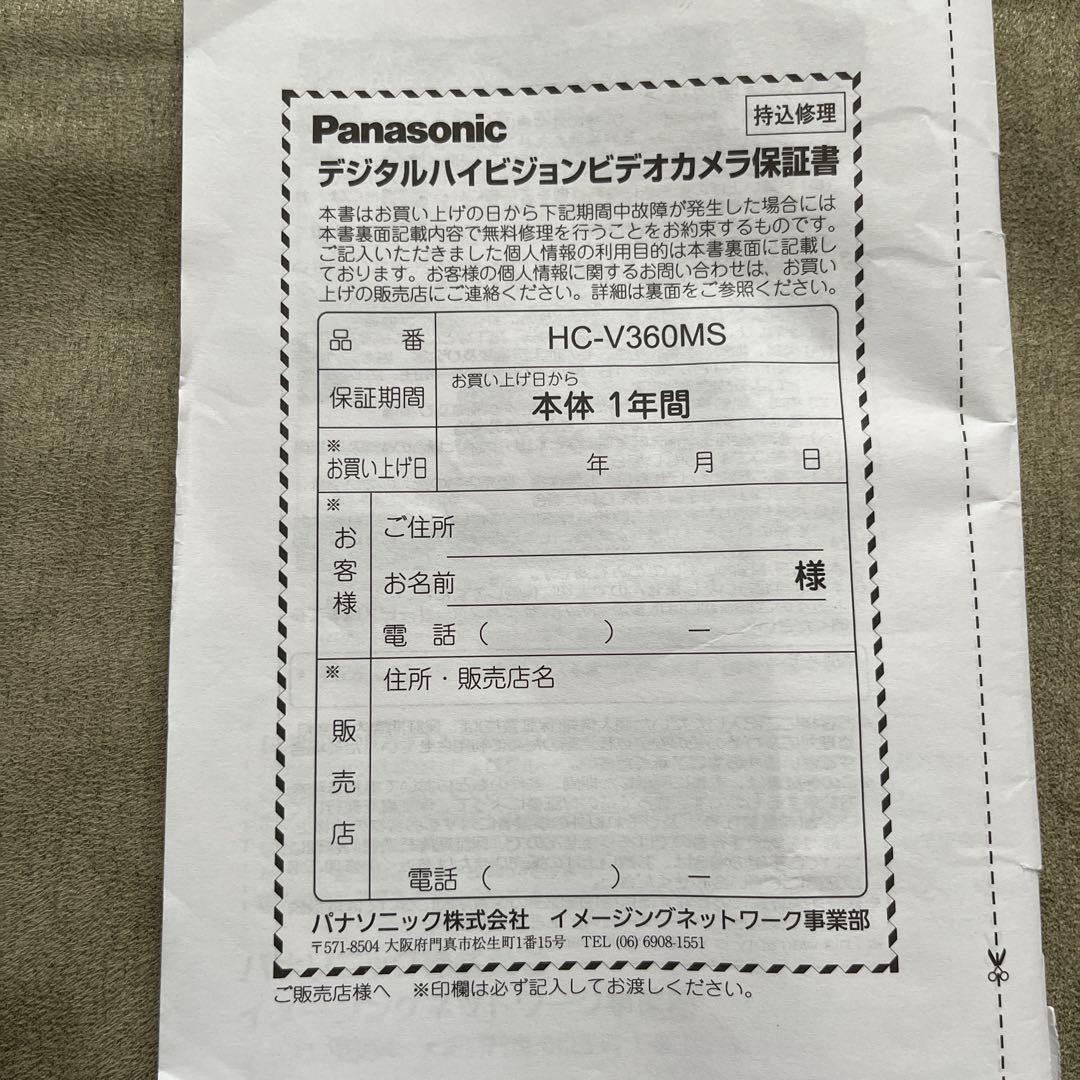 Panasonic
持込修理
デジタルハイビジョンビデオカメラ保証書
本書はお買い上げの日から下記期間中故障が発生した場合には
本書裏面記載内容で無料修理を行うことをお約束するものです。
ご記入いただきました個人情報の利用目的は本書裏面に記載し
ております。お客様の個人情報に関するお問い合わせは、お買い
上げの販売店にご連絡ください。詳細は裏面をご参照ください。
品 番 HC-V360MS
保証期間 お買い上げ日から
本体 1年間
※
お買い上げ日 年 月 日
※
お客様
ご住所
お名前 様
電 話 ( ) ー
※
販売店
住所・販売店名
電話 ( ) ー
パナソニック株式会社 イメージングネットワーク事業部
〒571-8504 大阪府門真市松生町1番15号 TEL (06) 6908-1551
ご販売店様へ ※印欄は必ず記入してお渡しください。